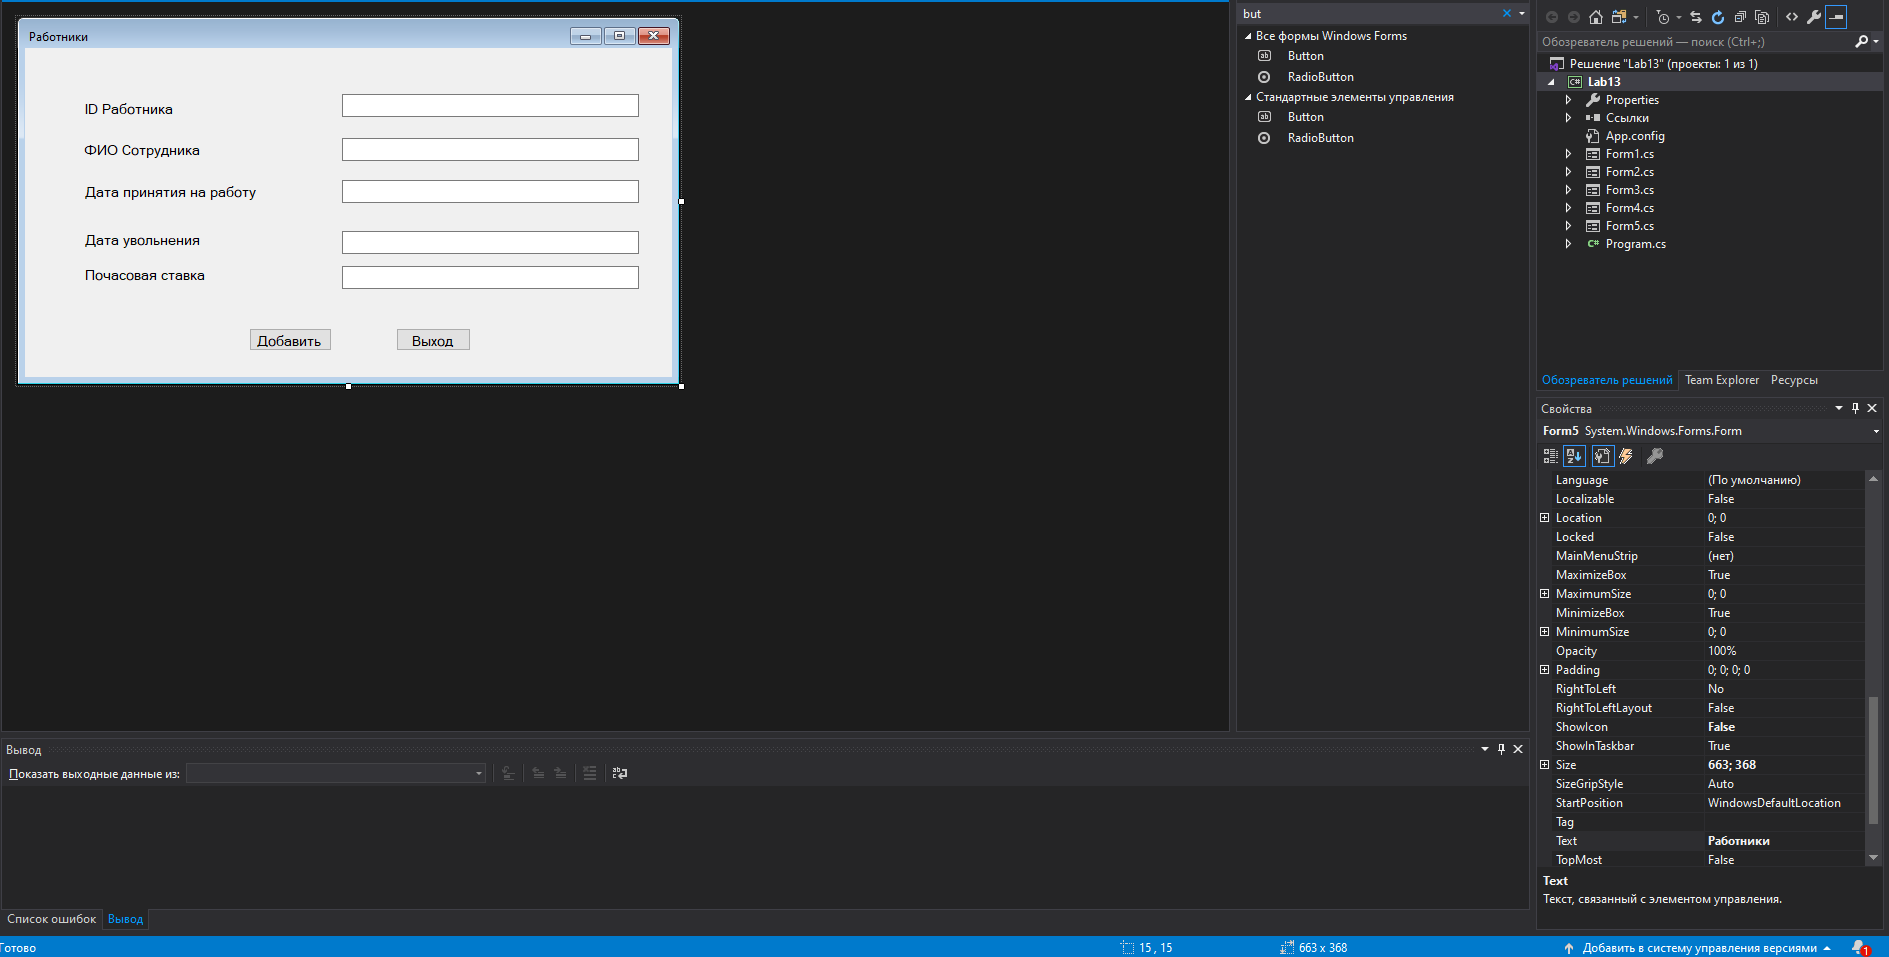 Работники
ID Работника
ФИО Сотрудника
Дата принятия на работу
Дата увольнения
Почасовая ставка
Добавить
Выход
but
Все формы Windows Forms
Button
RadioButton
Стандартные элементы управления
Button
RadioButton
Обозреватель решений — поиск (Ctrl+;)
Решение "Lab13" (проекты: 1 из 1)
Lab13
Properties
Ссылки
App.config
Form1.cs
Form2.cs
Form3.cs
Form4.cs
Form5.cs
Program.cs
Обозреватель решений Team Explorer Ресурсы
Свойства
Form5 System.Windows.Forms.Form
Language (По умолчанию)
Localizable False
Location 0; 0
Locked False
MainMenuStrip (нет)
MaximizeBox True
MaximumSize 0; 0
MinimizeBox True
MinimumSize 0; 0
Opacity 100%
Padding 0; 0; 0; 0
RightToLeft No
RightToLeftLayout False
ShowIcon False
ShowInTaskbar True
Size 663; 368
SizeGripStyle Auto
StartPosition WindowsDefaultLocation
Tag
Text Работники
TopMost False
Text
Текст, связанный с элементом управления.
Вывод
Показать выходные данные из:
Список ошибок Вывод
Готово 15 , 15 663 x 368 Добавить в систему управления версиями 1